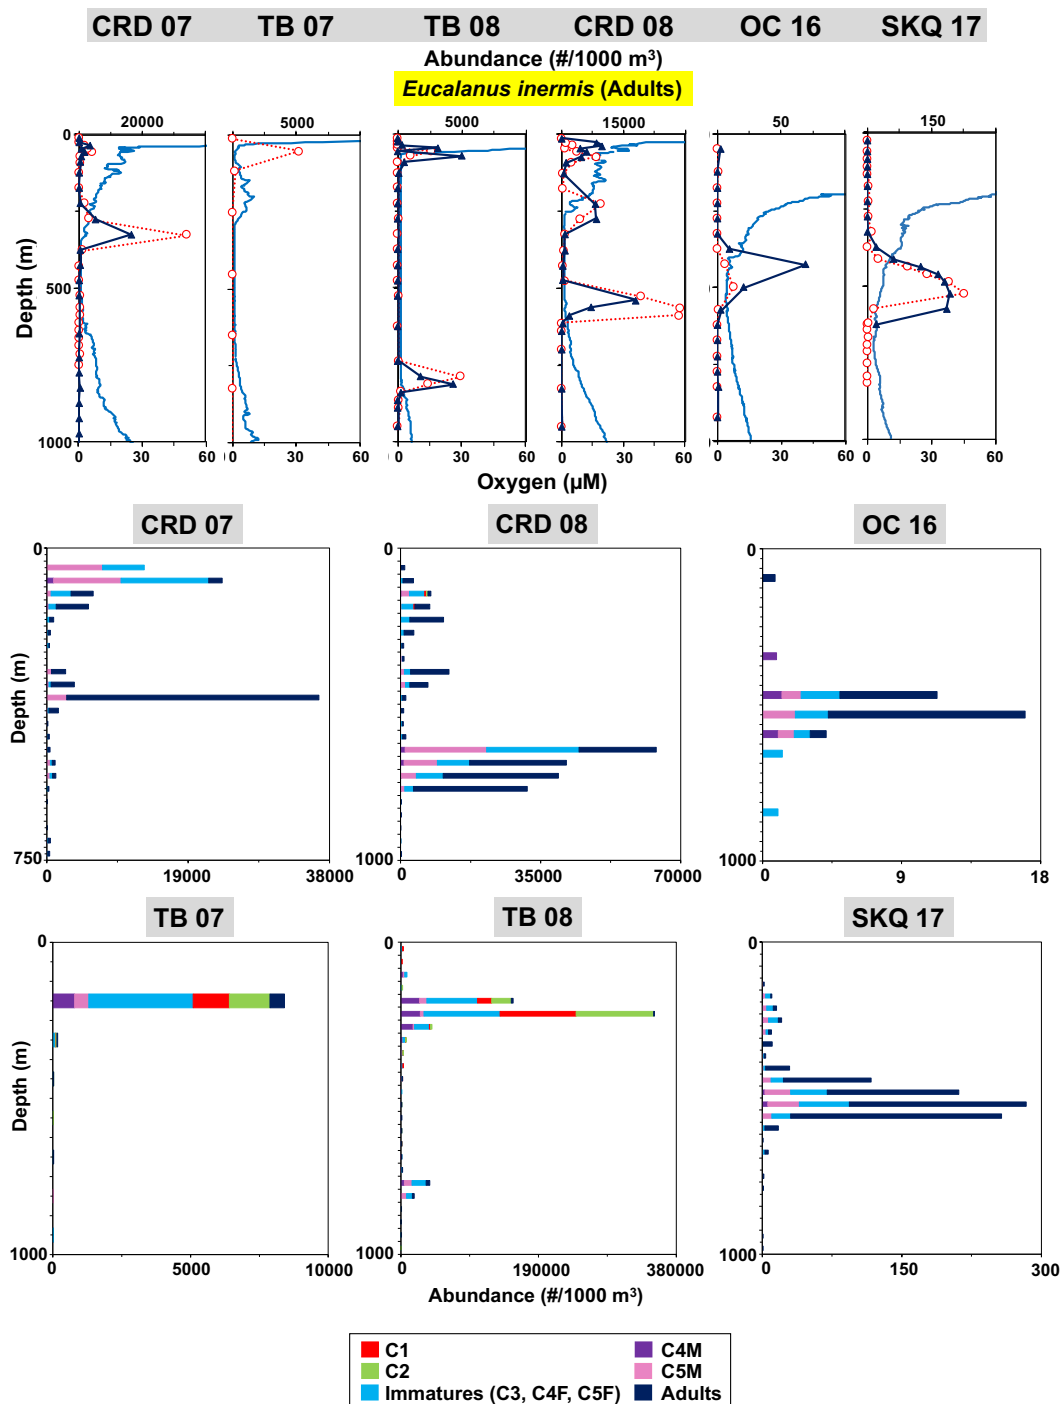 CRD 07 TB 07 TB 08 CRD 08 OC 16 SKQ 17
Abundance (#/1000 m³)
Eucalanus inermis (Adults)
20000 5000 5000 15000 50 150
0
500
1000
Depth (m)
0 30 60 0 30 60 0 30 60 0 30 60 0 30 60 0 30 60
Oxygen (µM)
CRD 07 CRD 08 OC 16
0 0 0
Depth (m)
750 1000 1000
0 19000 38000 0 35000 70000 0 9 18
TB 07 TB 08 SKQ 17
0 0 0
Depth (m)
1000 1000 1000
0 5000 10000 0 190000 380000 0 150 300
Abundance (#/1000 m³)
C1 C4M
C2 C5M
Immatures (C3, C4F, C5F) Adults